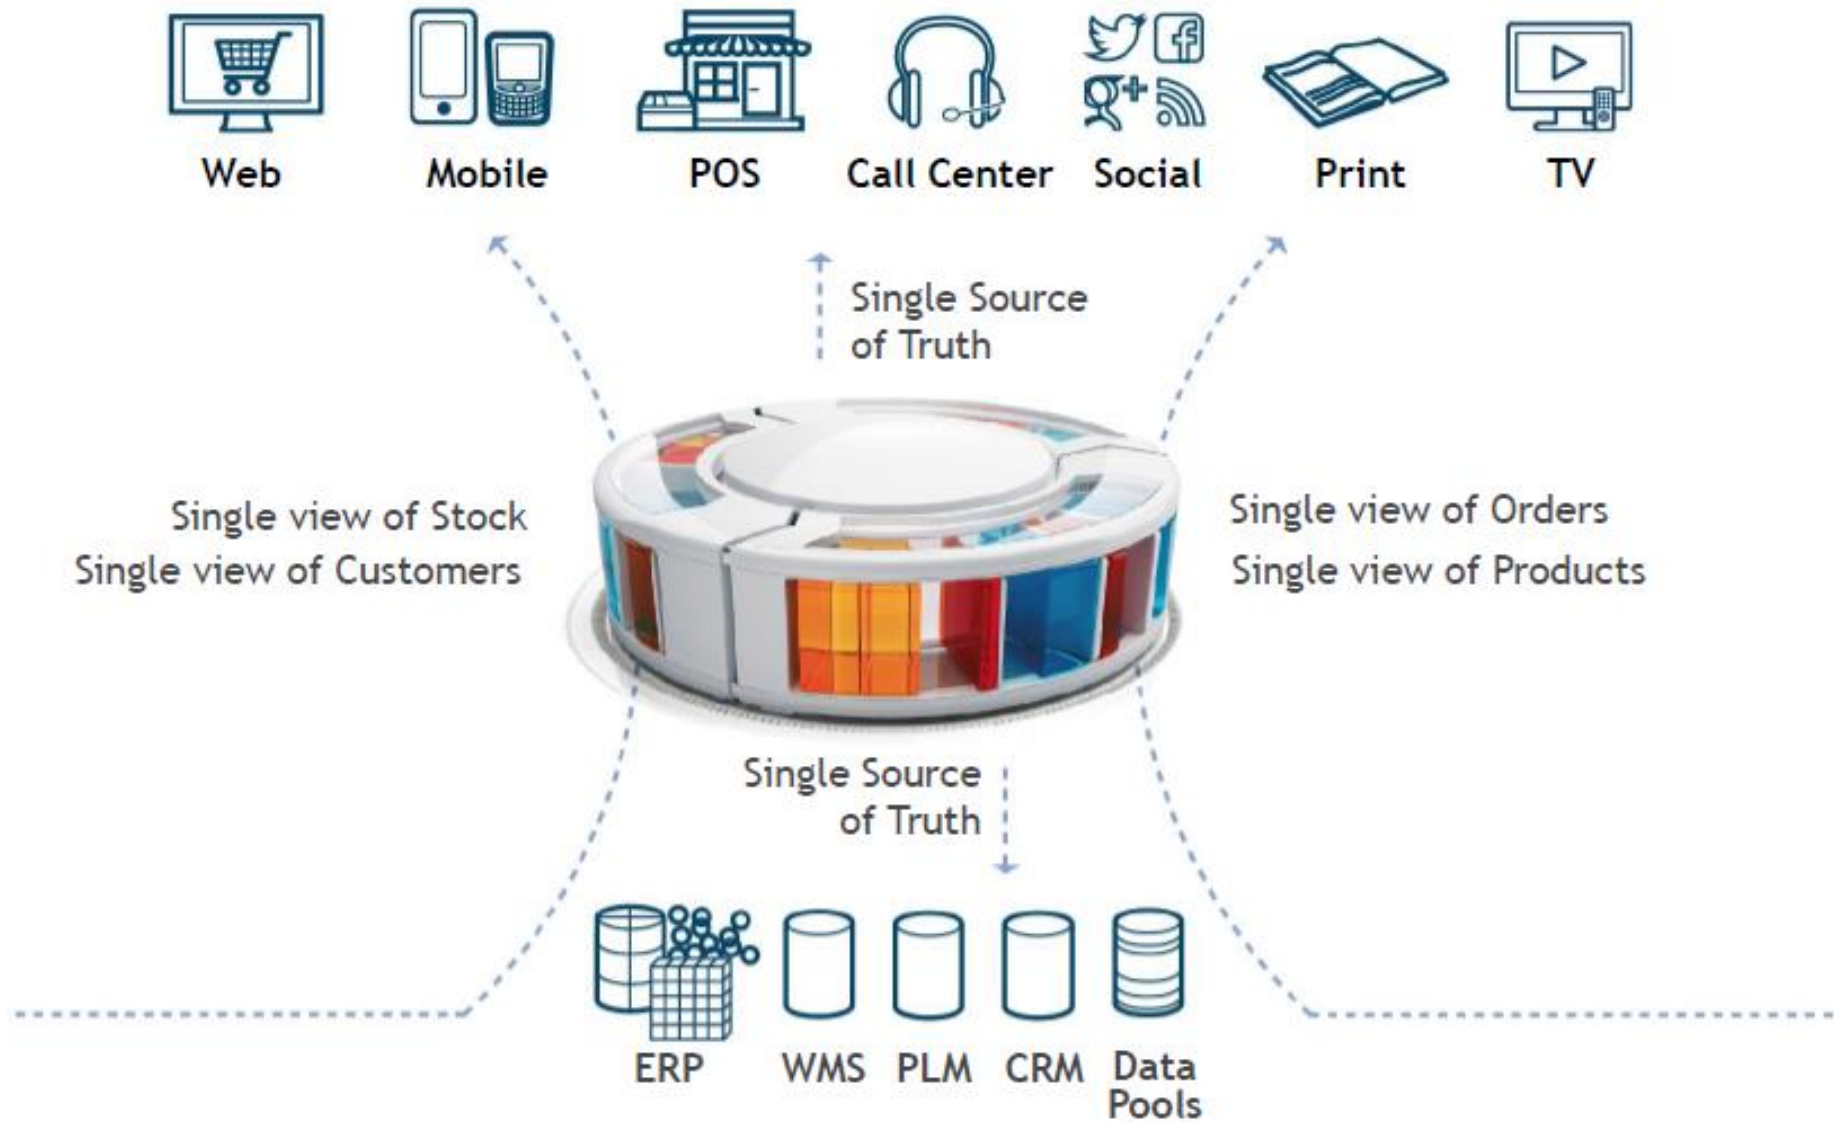 Web
Mobile
POS
Call Center
Social
Print
TV
Single Source
of Truth
Single view of Stock
Single view of Customers
Single view of Orders
Single view of Products
Single Source
of Truth
ERP
WMS
PLM
CRM
Data
Pools